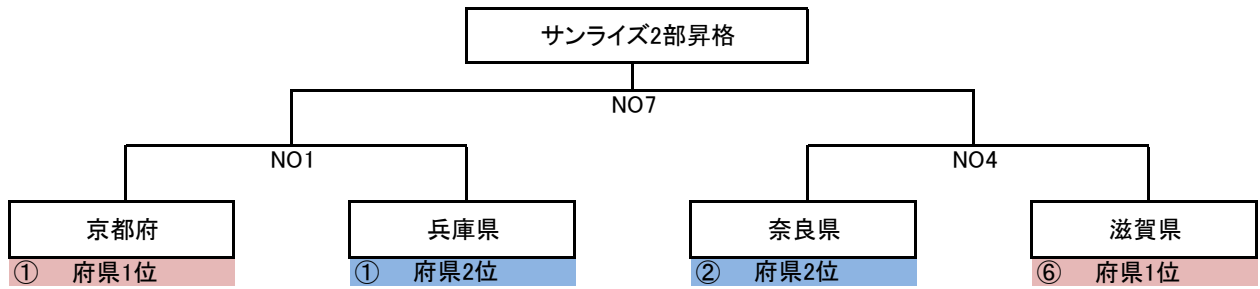 サンライズ2部昇格
NO7
NO1
NO4
京都府
兵庫県
奈良県
滋賀県
① 府県1位
① 府県2位
② 府県2位
⑥ 府県1位